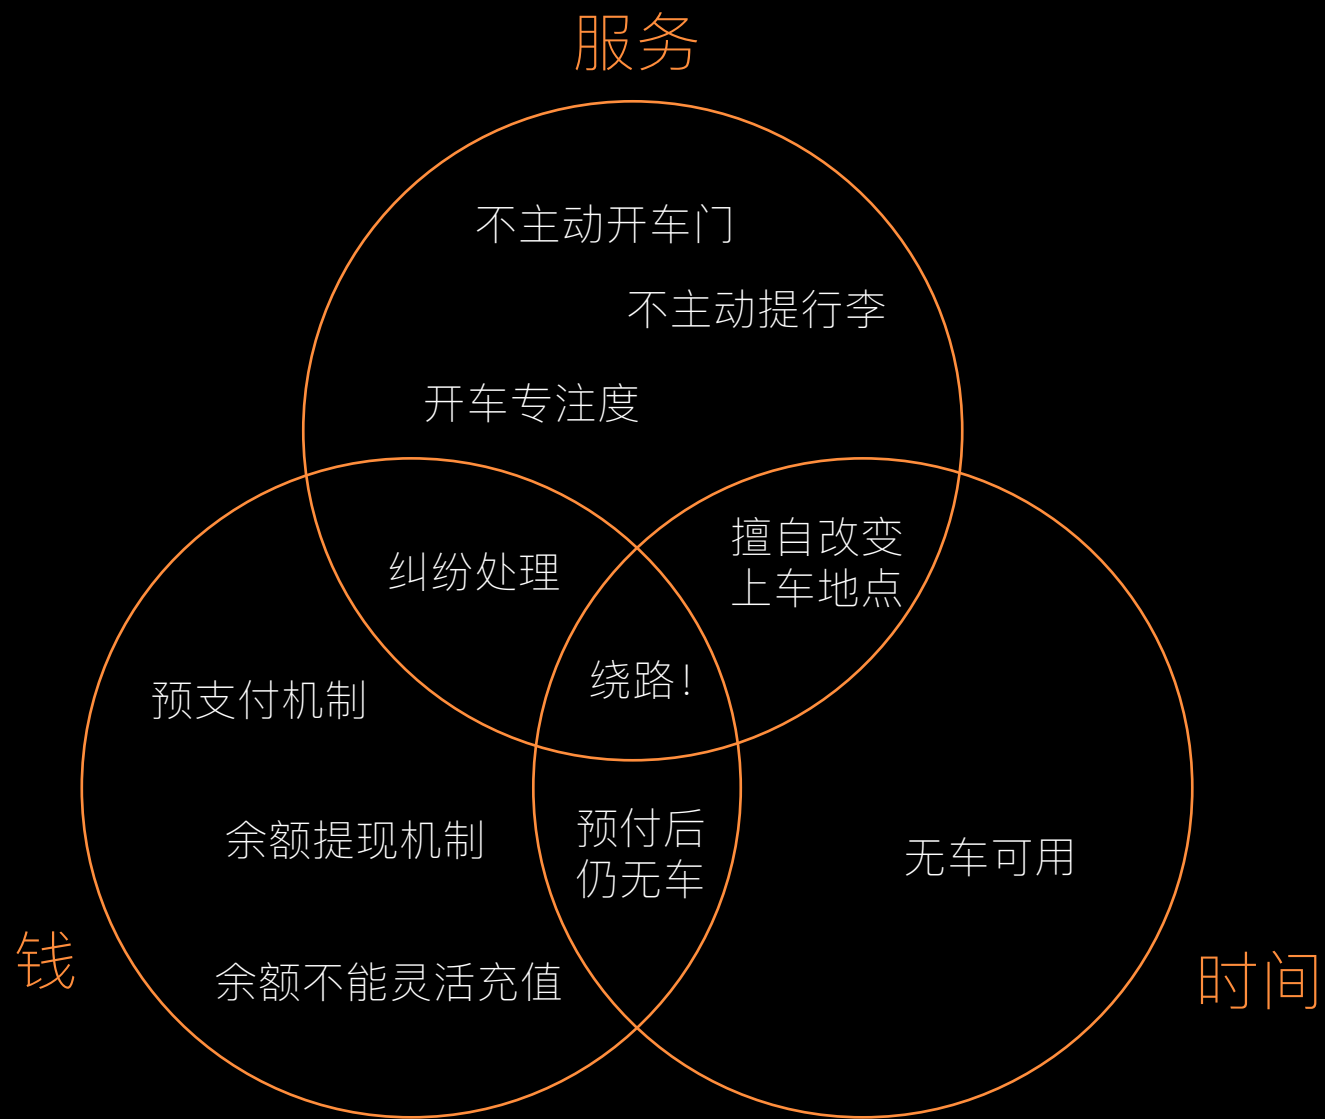 服务
不主动开车门
不主动提行李
开车专注度
擅自改变
上车地点
纠纷处理
绕路!
预支付机制
余额提现机制
预付后
仍无车
无车可用
钱
余额不能灵活充值
时间